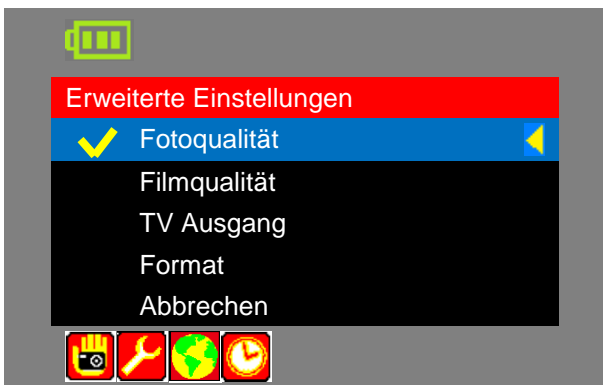 Erweiterte Einstellungen
Fotoqualität
Filmqualität
TV Ausgang
Format
Abbrechen